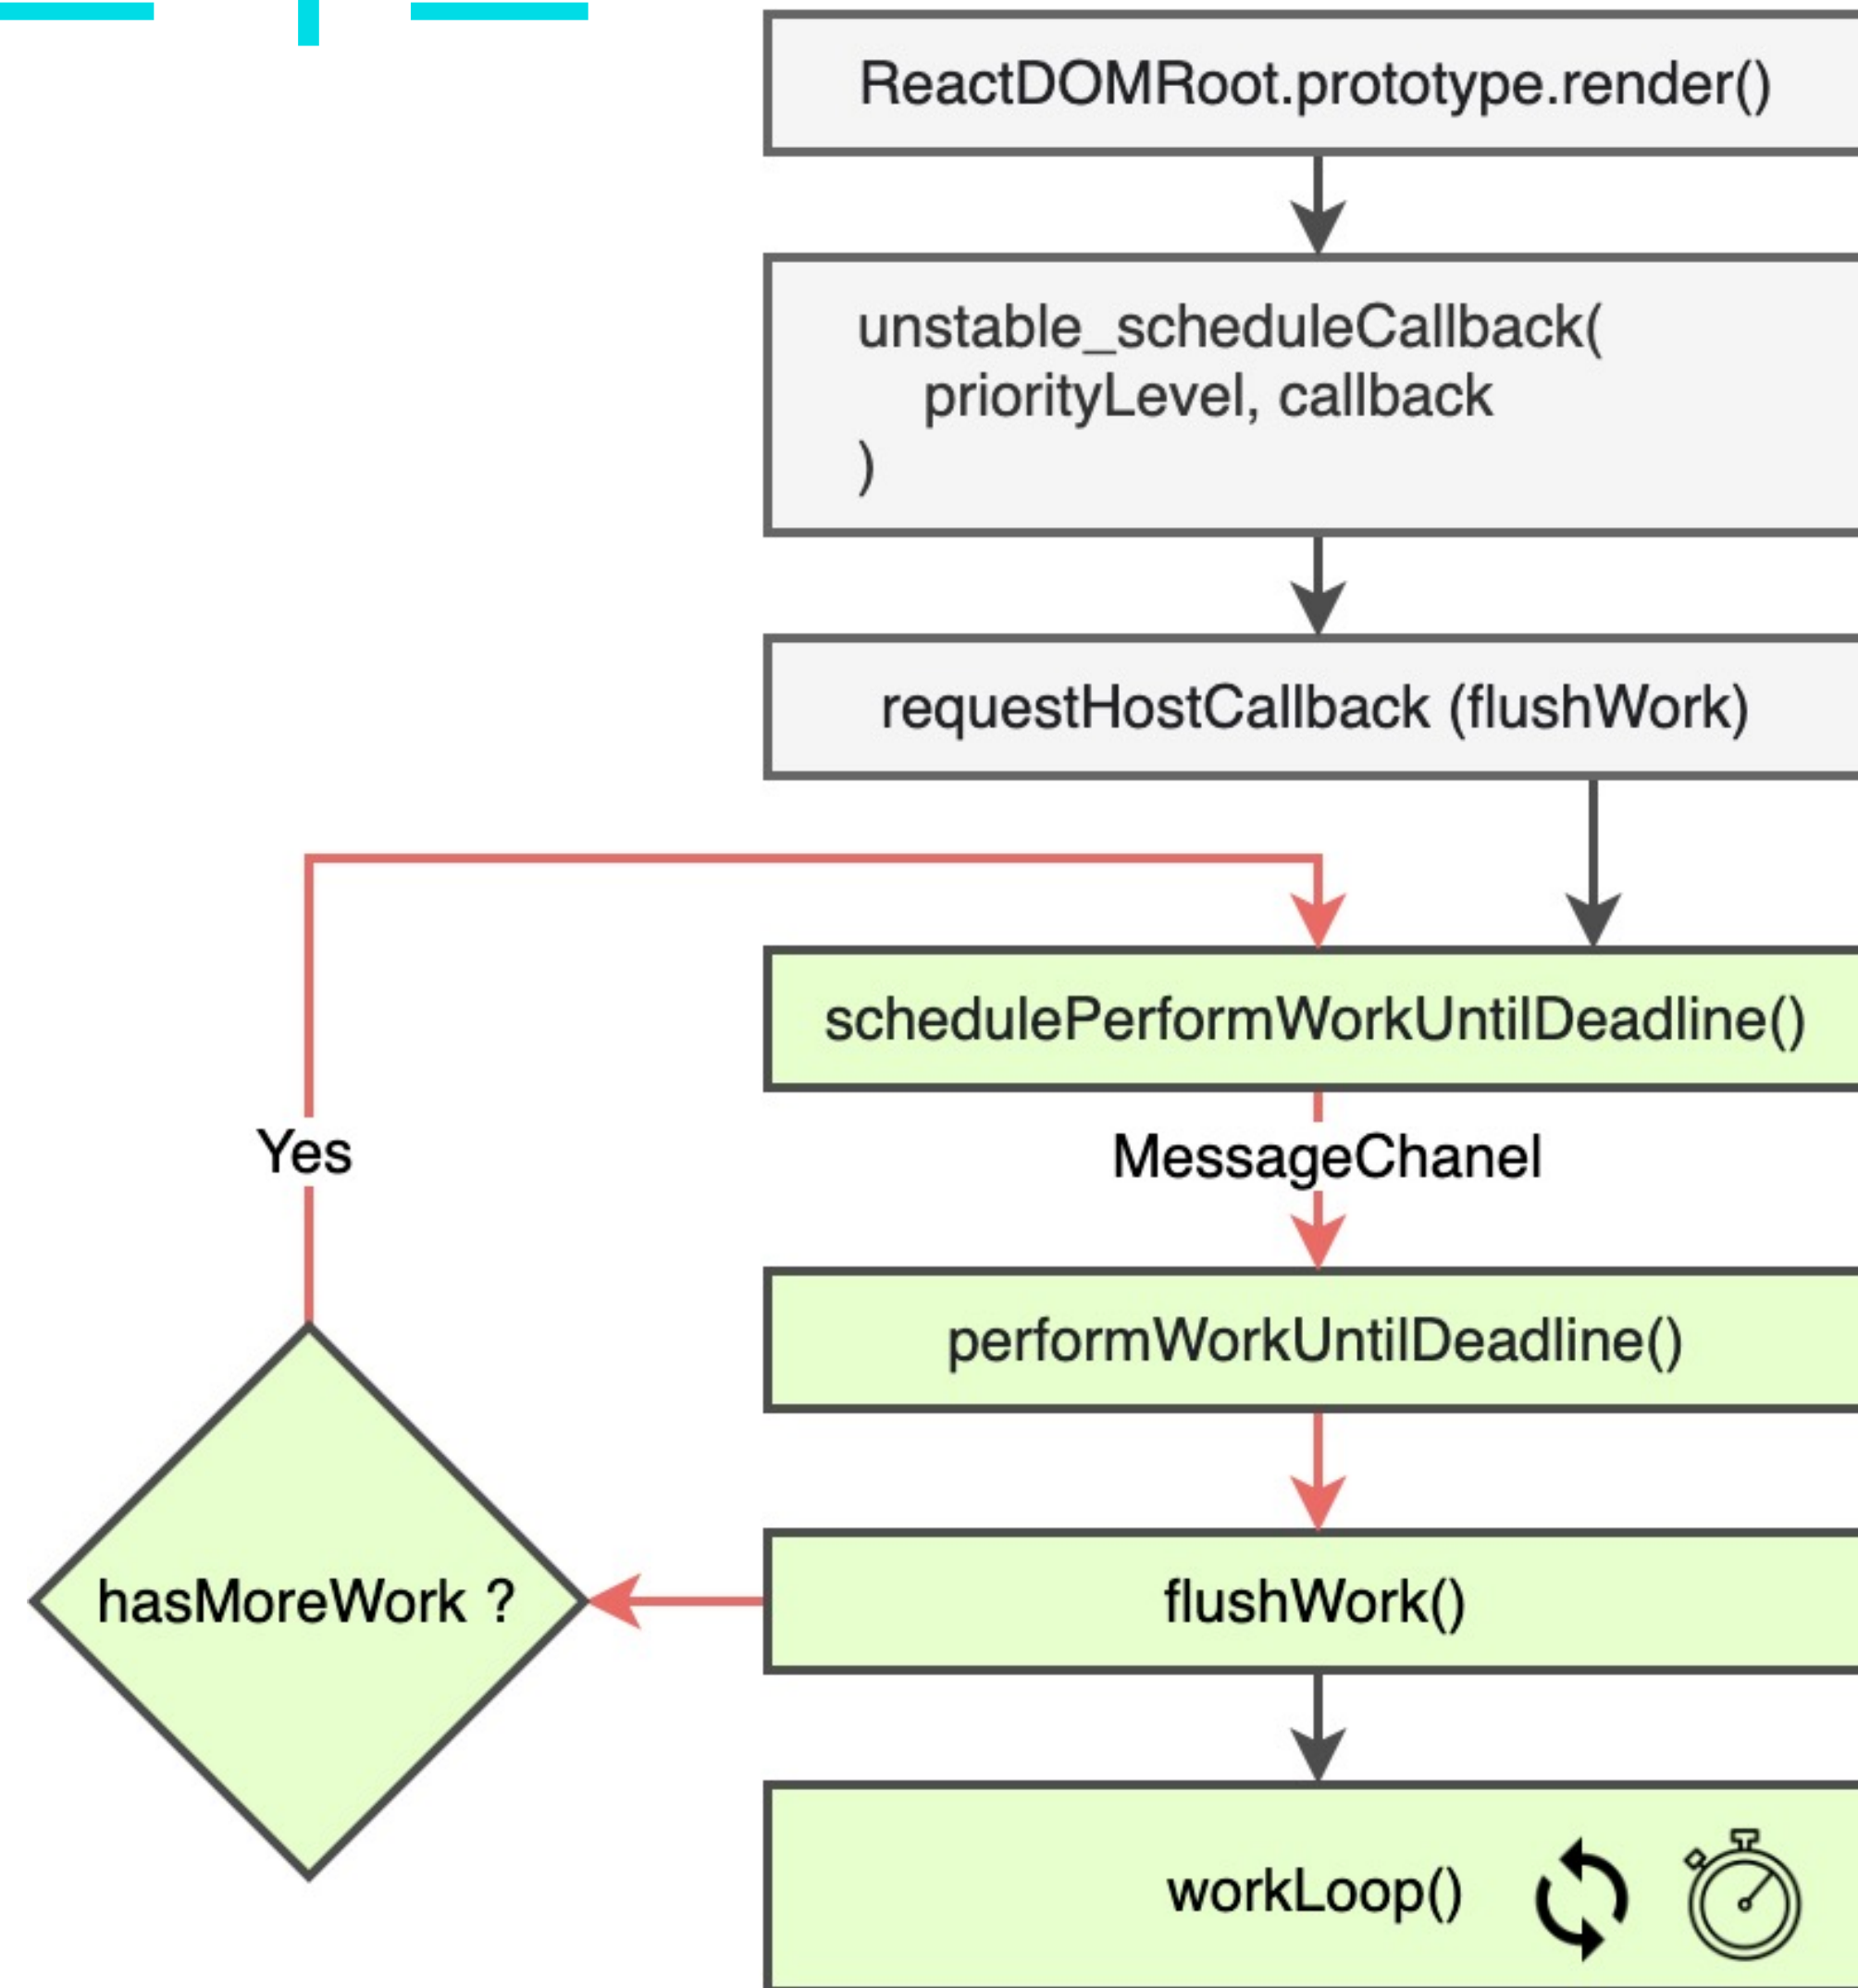 ReactDOMRoot.prototype.render()
unstable_scheduleCallback(
priorityLevel, callback
)
requestHostCallback (flushWork)
schedulePerformWorkUntilDeadline()
Yes
MessageChanel
performWorkUntilDeadline()
hasMoreWork ?
flushWork()
workLoop()